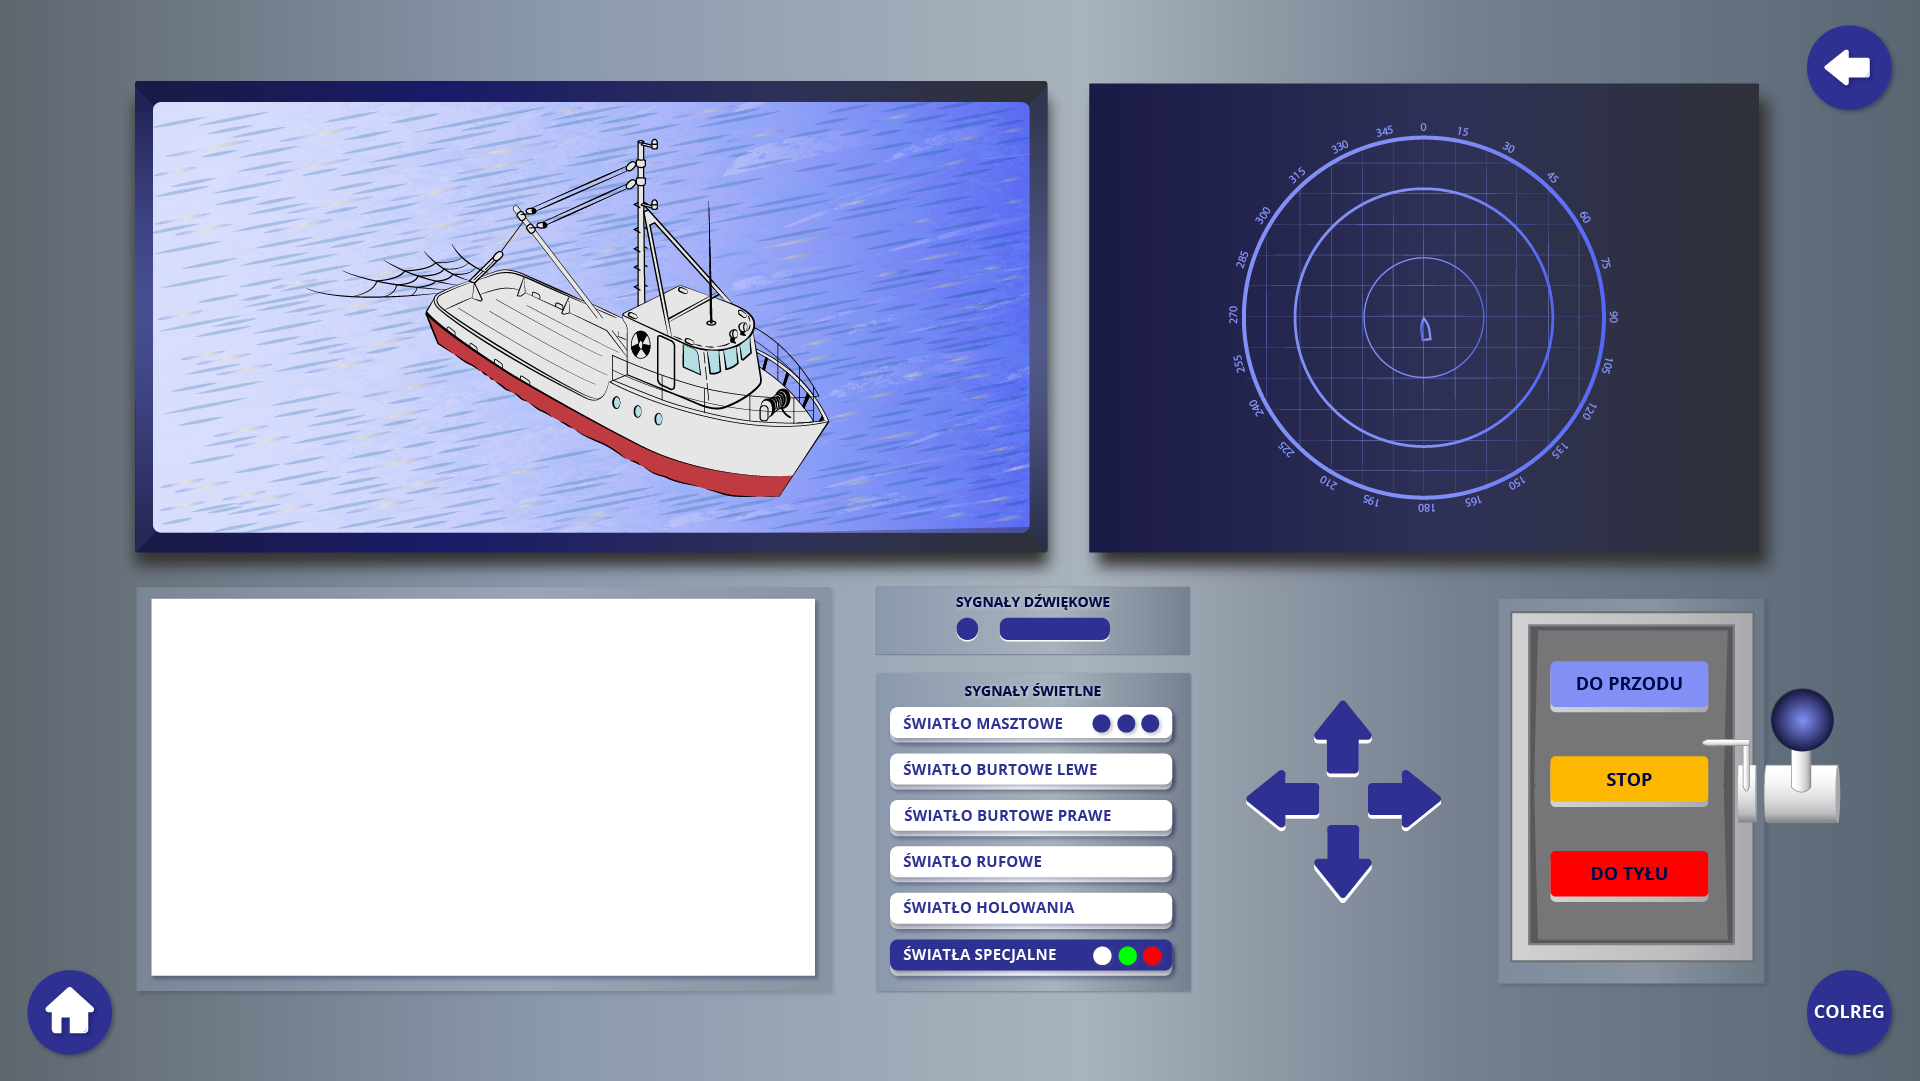 0
15
30
45
60
75
90
105
120
135
150
165
180
195
210
225
240
255
270
285
300
315
330
345
SYGNAŁY DŹWIĘKOWE
SYGNAŁY ŚWIETLNE
ŚWIATŁO MASZTOWE
ŚWIATŁO BURTOWE LEWE
ŚWIATŁO BURTOWE PRAWE
ŚWIATŁO RUFOWE
ŚWIATŁO HOLOWANIA
ŚWIATŁA SPECJALNE
DO PRZODU
STOP
DO TYŁU
COLREG